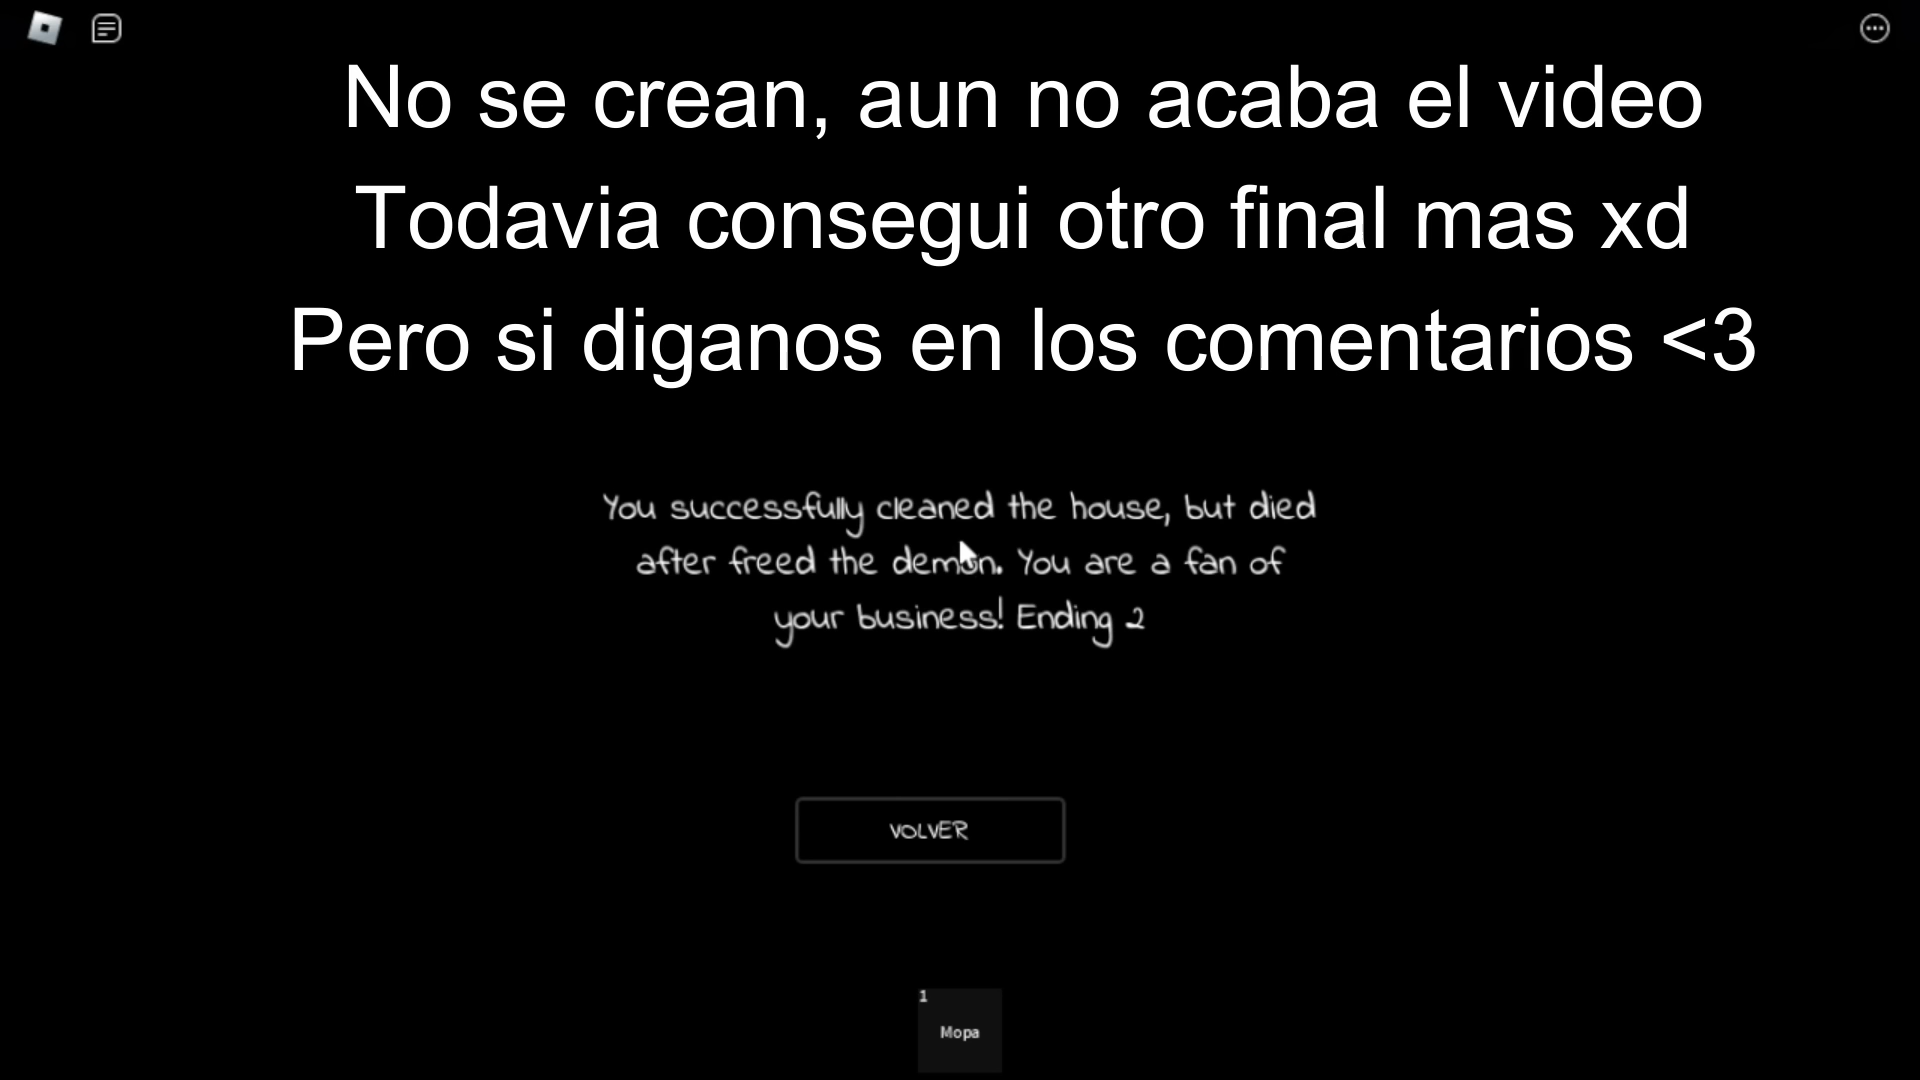 No se crean, aun no acaba el video
Todavia consegui otro final mas xd
Pero si diganos en los comentarios <3
You successfully cleaned the house, but died
after freed the demon. You are a fan of
your business! Ending 2
VOLVER
1
Mopa